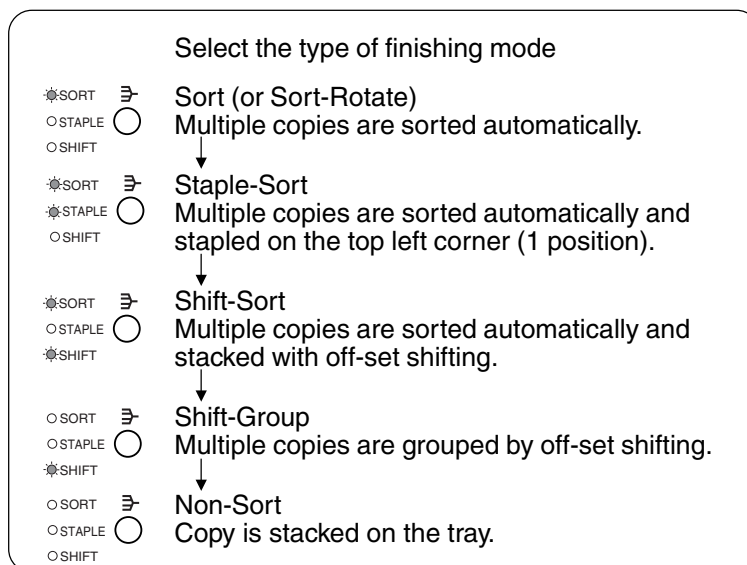 Select the type of finishing mode
SORT
STAPLE
SHIFT
Sort (or Sort-Rotate)
Multiple copies are sorted automatically.
SORT
STAPLE
SHIFT
Staple-Sort
Multiple copies are sorted automatically and
stapled on the top left corner (1 position).
SORT
STAPLE
SHIFT
Shift-Sort
Multiple copies are sorted automatically and
stacked with off-set shifting.
SORT
STAPLE
SHIFT
Shift-Group
Multiple copies are grouped by off-set shifting.
SORT
STAPLE
SHIFT
Non-Sort
Copy is stacked on the tray.